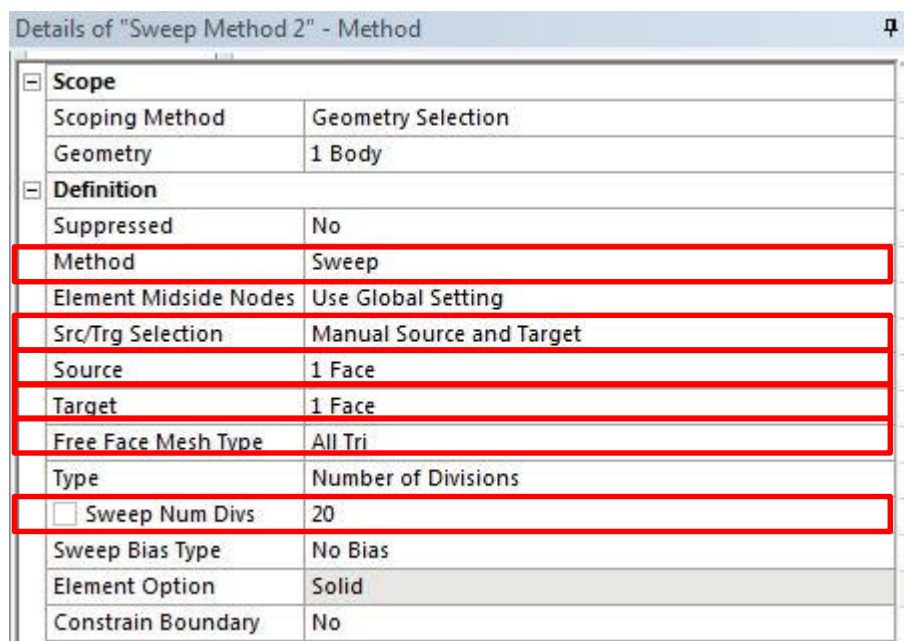 Details of "Sweep Method 2" - Method
Scope
Scoping Method Geometry Selection
Geometry 1 Body
Definition
Suppressed No
Method Sweep
Element Midside Nodes Use Global Setting
Src/Trg Selection Manual Source and Target
Source 1 Face
Target 1 Face
Free Face Mesh Type All Tri
Type Number of Divisions
Sweep Num Divs 20
Sweep Bias Type No Bias
Element Option Solid
Constrain Boundary No